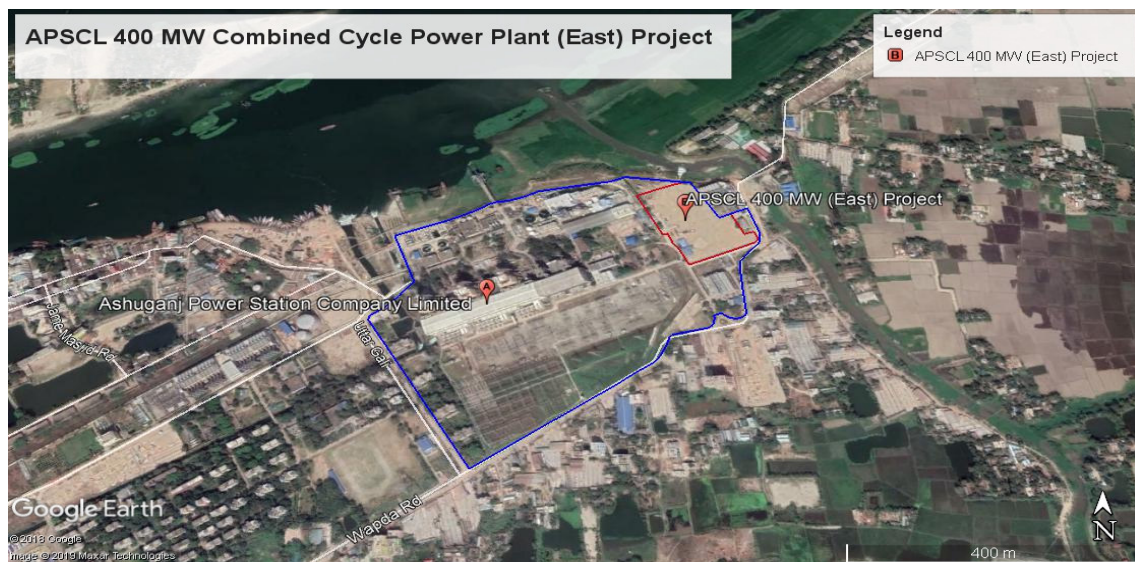 APSCL 400 MW Combined Cycle Power Plant (East) Project
Legend
B APSCL 400 MW (East) Project
APSCL 400 MW (East) Project
A
Ashuganj Power Station Company Limited
Jame Masjid Rd
Uttar Gali
Wapda Rd
Google Earth
© 2018 Google
Image © 2019 Maxar Technologies
400 m
N